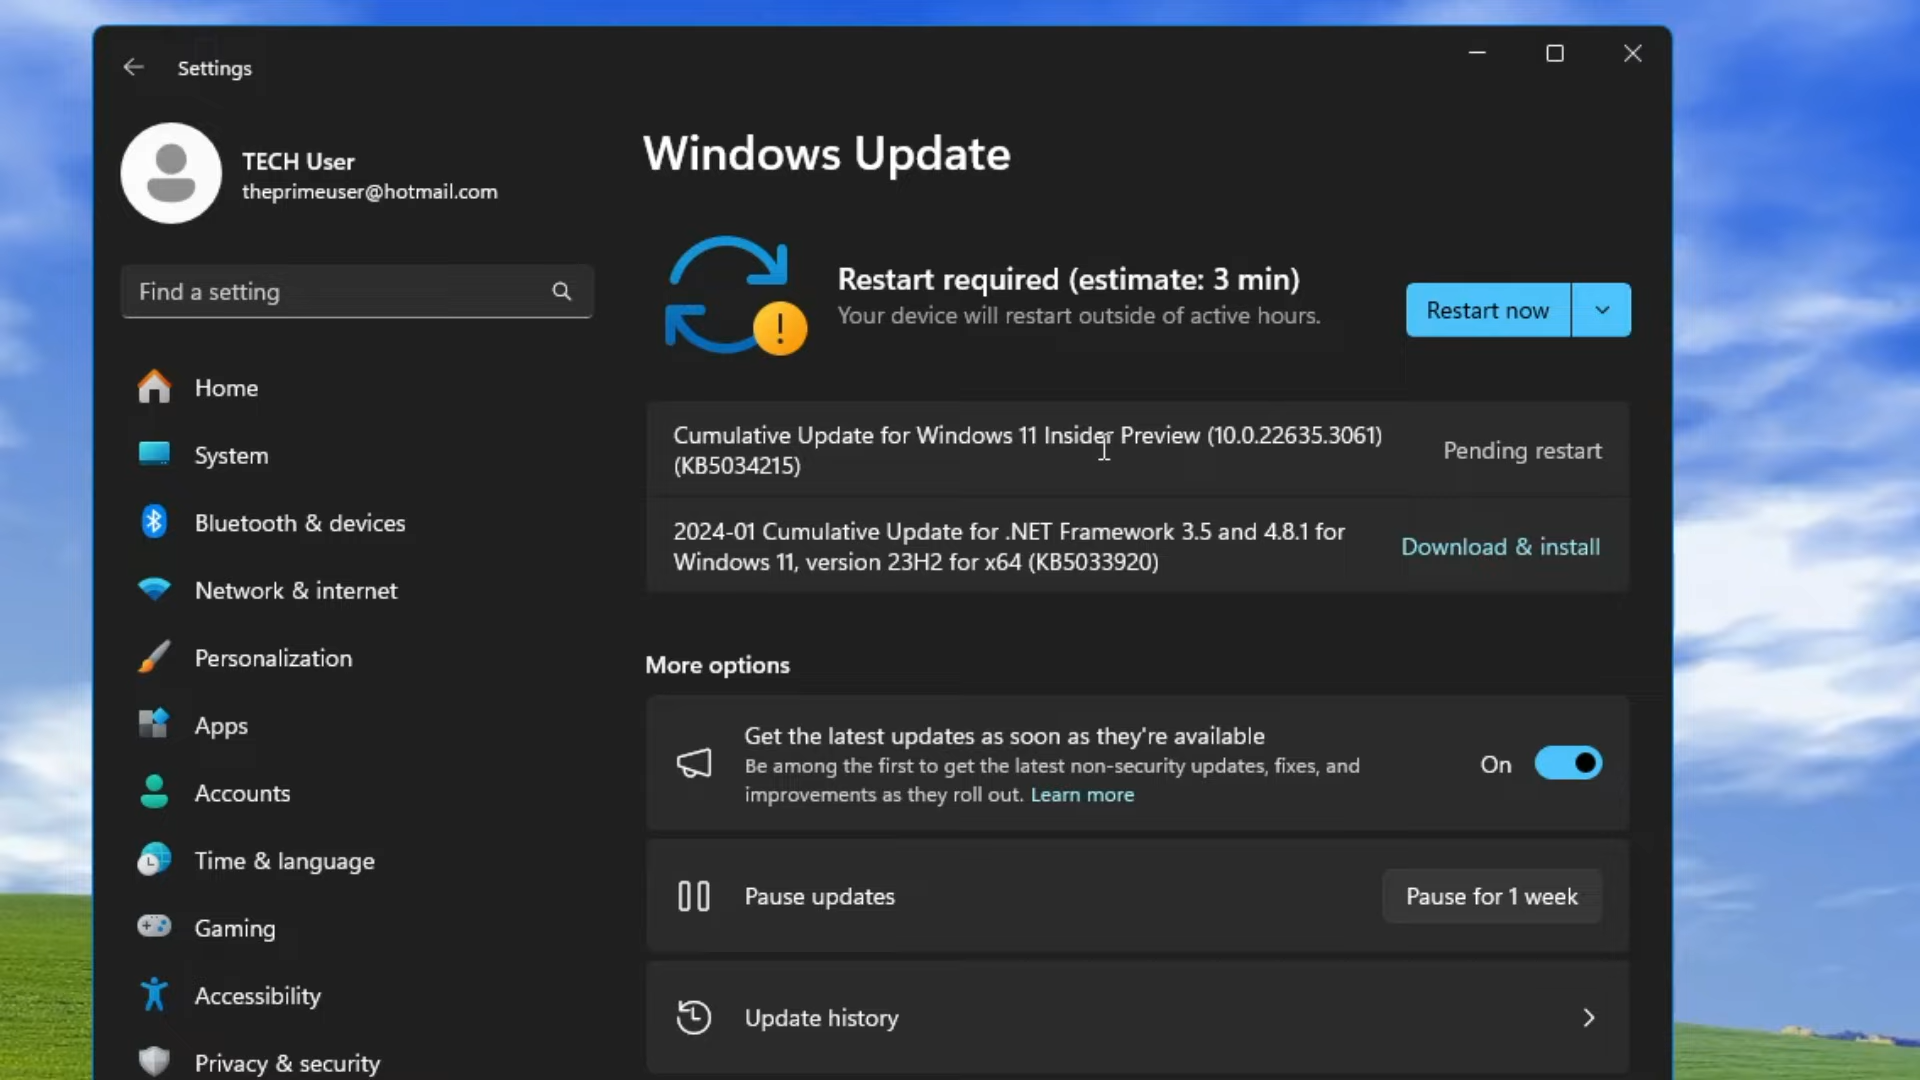 Settings
TECH User
theprimeuser@hotmail.com
Find a setting
Home
System
Bluetooth & devices
Network & internet
Personalization
Apps
Accounts
Time & language
Gaming
Accessibility
Privacy & security
Windows Update
Restart required (estimate: 3 min)
Your device will restart outside of active hours.
Restart now
Cumulative Update for Windows 11 Insider Preview (10.0.22635.3061)
(KB5034215)
Pending restart
2024-01 Cumulative Update for .NET Framework 3.5 and 4.8.1 for
Windows 11, version 23H2 for x64 (KB5033920)
Download & install
More options
Get the latest updates as soon as they're available
Be among the first to get the latest non-security updates, fixes, and
improvements as they roll out. Learn more
On
Pause updates
Pause for 1 week
Update history